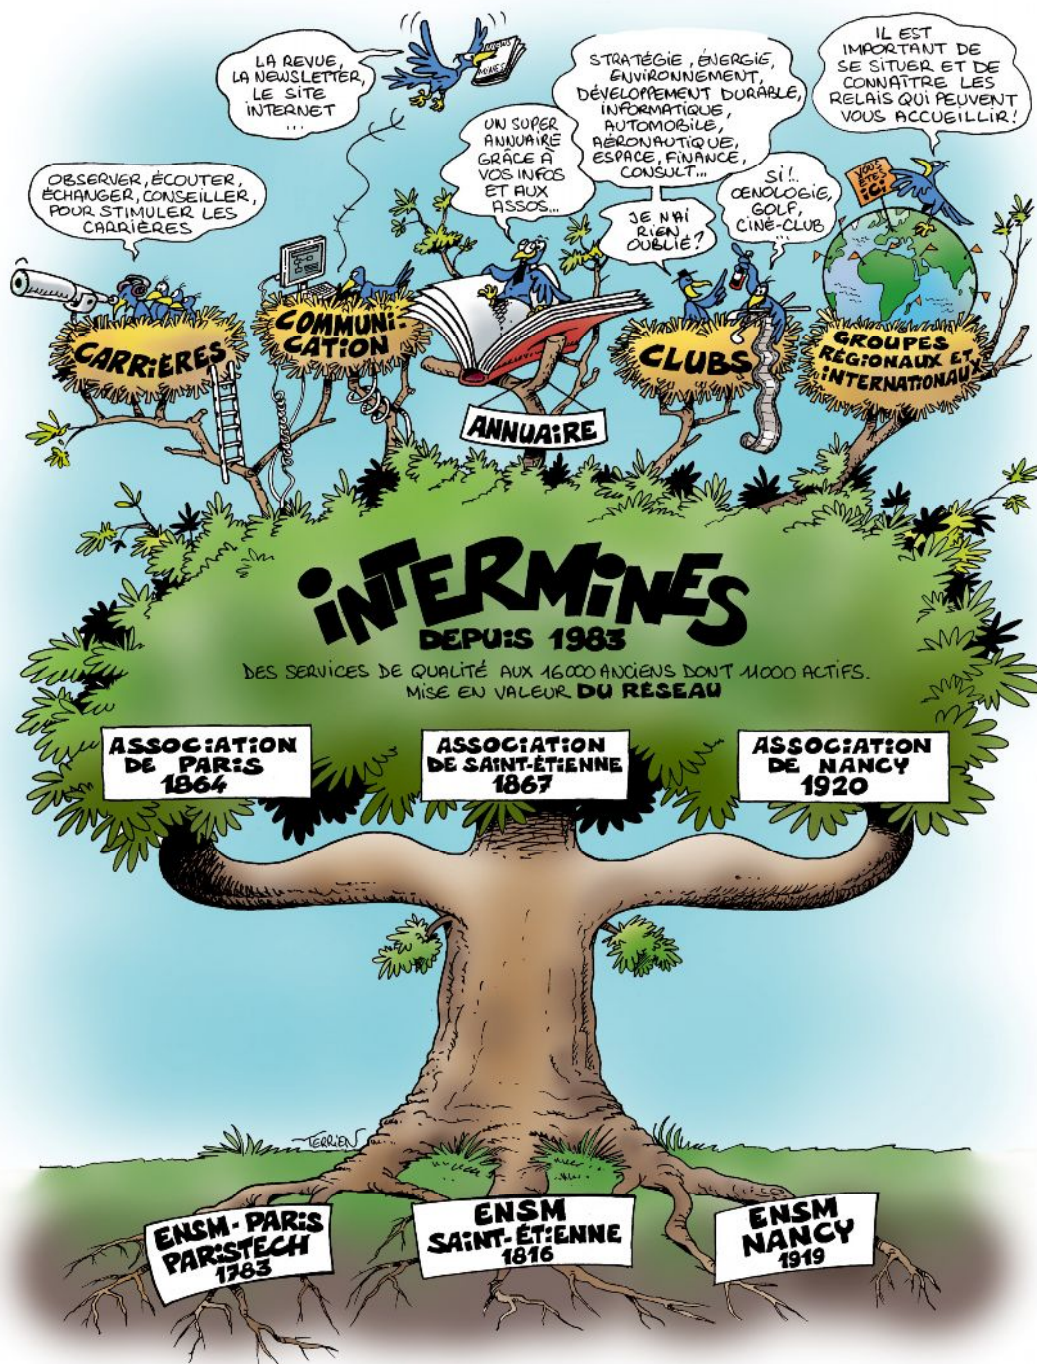 LA REVUE,
LA NEWSLETTER,
LE SITE
INTERNET
...
MINES
STRATÉGIE, ÉNERGIE,
ENVIRONNEMENT,
DÉVELOPPEMENT DURABLE,
INFORMATIQUE,
AUTOMOBILE,
AÉRONAUTIQUE,
ESPACE, FINANCE,
CONSULT...
IL EST
IMPORTANT DE
SE SITUER ET DE
CONNAÎTRE LES
RELAIS QUI PEUVENT
VOUS ACCUEILLIR!
UN SUPER
ANNUAIRE
GRÂCE À
VOS INFOS
ET AUX
ASSOS...
OBSERVER, ÉCOUTER,
ÉCHANGER, CONSEILLER,
POUR STIMULER LES
CARRIÈRES
JE N'AI
RIEN
OUBLIÉ?
SI!..
OENOLOGIE,
GOLF,
CINÉ-CLUB
...
VOUS
ÊTES
ICI
CARRIÈRES
COMMUNI-
CATION
CLUBS
GROUPES
RÉGIONAUX ET
INTERNATIONAUX
ANNUAIRE
INTERMINES
DEPUIS 1983
DES SERVICES DE QUALITÉ AUX 16000 ANCIENS DONT 11000 ACTIFS.
MISE EN VALEUR DU RÉSEAU
ASSOCIATION
DE PARIS
1864
ASSOCIATION
DE SAINT-ÉTIENNE
1867
ASSOCIATION
DE NANCY
1920
TERRIEN
ENSM-PARIS
PARISTECH
1783
ENSM
SAINT-ÉTIENNE
1816
ENSM
NANCY
1919